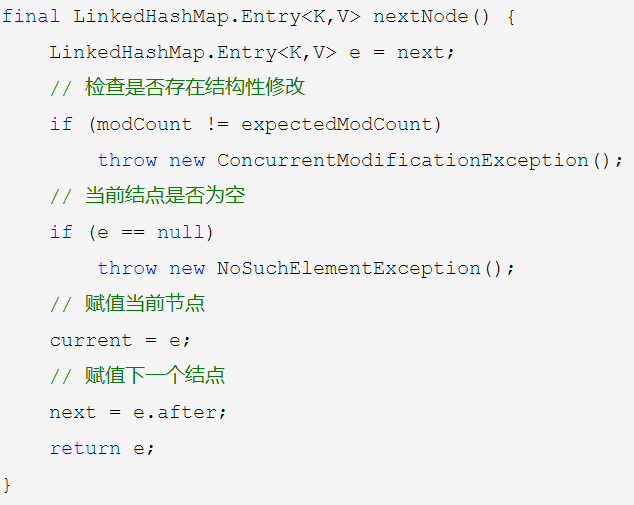 final LinkedHashMap.Entry<K,V> nextNode() {
    LinkedHashMap.Entry<K,V> e = next;
    // 检查是否存在结构性修改
    if (modCount != expectedModCount)
        throw new ConcurrentModificationException();
    // 当前结点是否为空
    if (e == null)
        throw new NoSuchElementException();
    // 赋值当前节点
    current = e;
    // 赋值下一个结点
    next = e.after;
    return e;
}